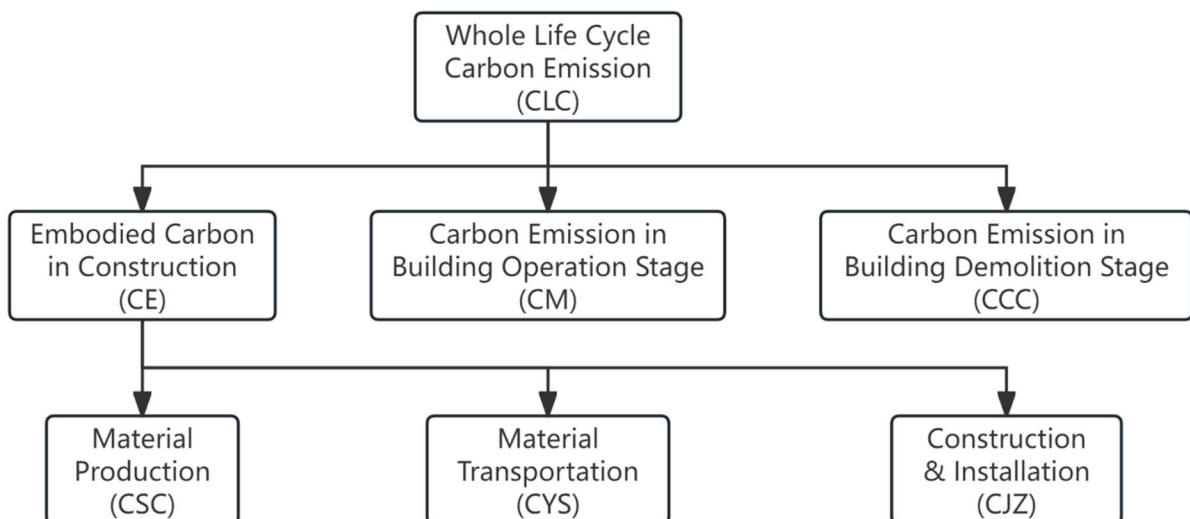 Whole Life Cycle
Carbon Emission
(CLC)
Embodied Carbon
in Construction
(CE)
Carbon Emission in
Building Operation Stage
(CM)
Carbon Emission in
Building Demolition Stage
(CCC)
Material
Production
(CSC)
Material
Transportation
(CYS)
Construction
& Installation
(CJZ)